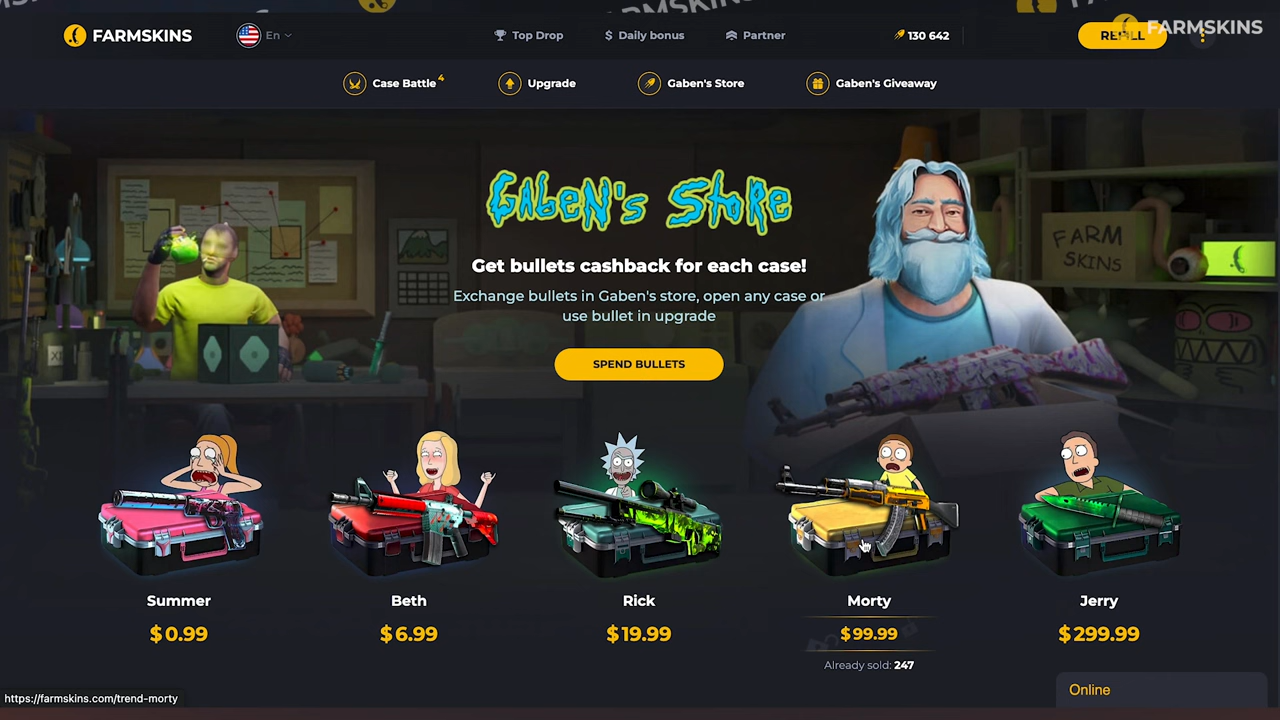 FARMSKINS
En
Top Drop
$ Daily bonus
Partner
130 642
REFILL
FARMSKINS
Case Battle 4
Upgrade
Gaben's Store
Gaben's Giveaway
GabeN's StoRe
FARM
SKINS
Get bullets cashback for each case!
Exchange bullets in Gaben's store, open any case or
use bullet in upgrade
SPEND BULLETS
Summer
Beth
Rick
Morty
Jerry
$0.99
$6.99
$19.99
$99.99
$299.99
Already sold: 247
https://farmskins.com/trend-morty
Online